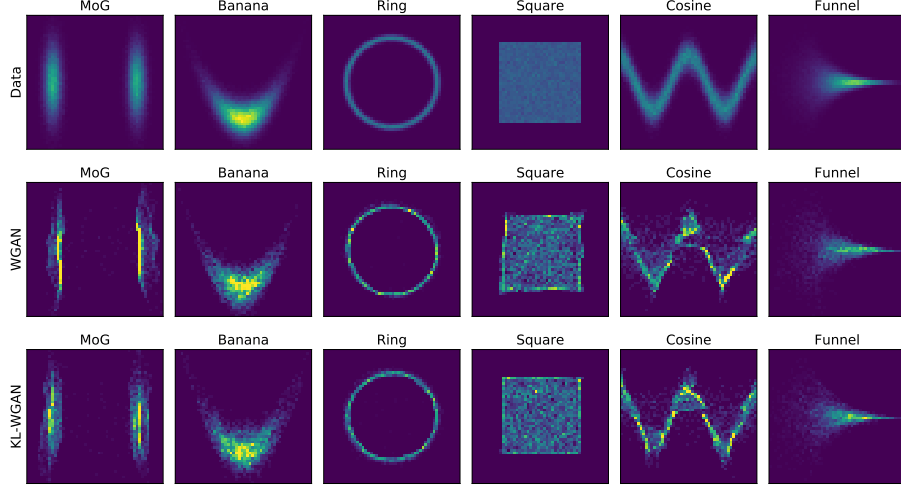 MoG Banana Ring Square Cosine Funnel
Data
MoG Banana Ring Square Cosine Funnel
WGAN
MoG Banana Ring Square Cosine Funnel
KL-WGAN